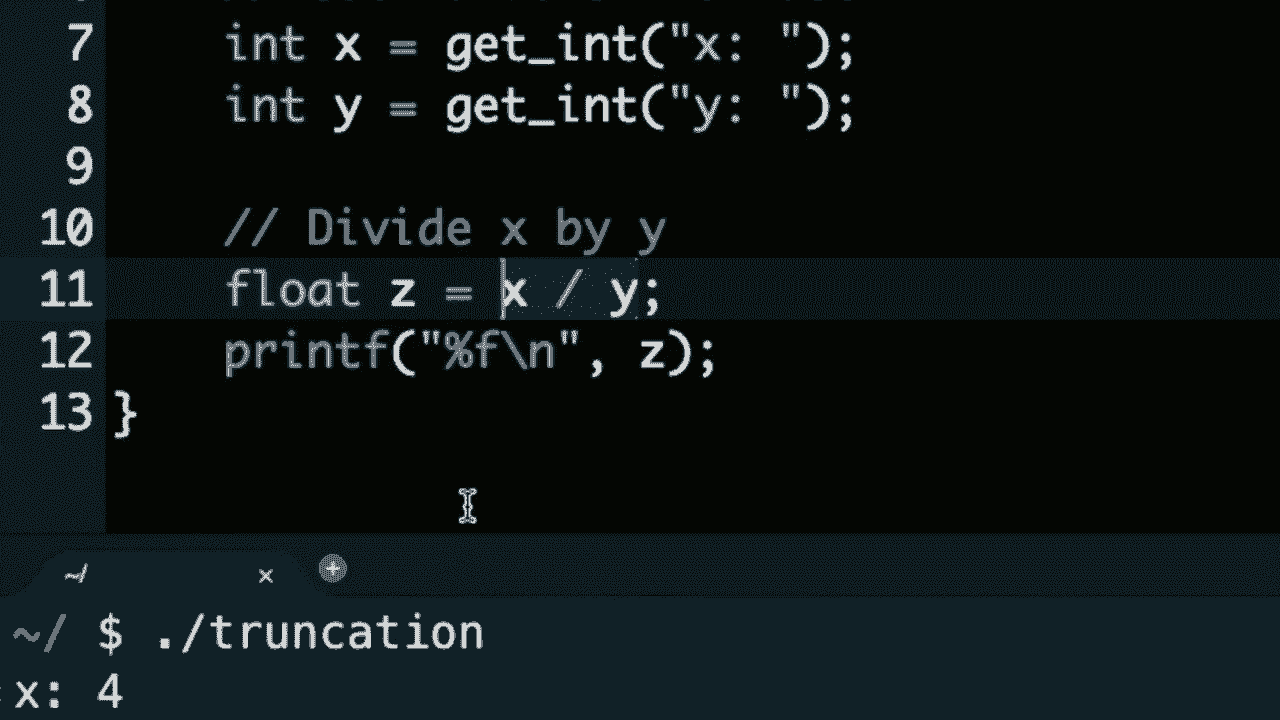 7 int x = get_int("x: ");
8 int y = get_int("y: ");
9
10 // Divide x by y
11 float z = x / y;
12 printf("%f\n", z);
13 }
~/ × +
~/ $ ./truncation
x: 4